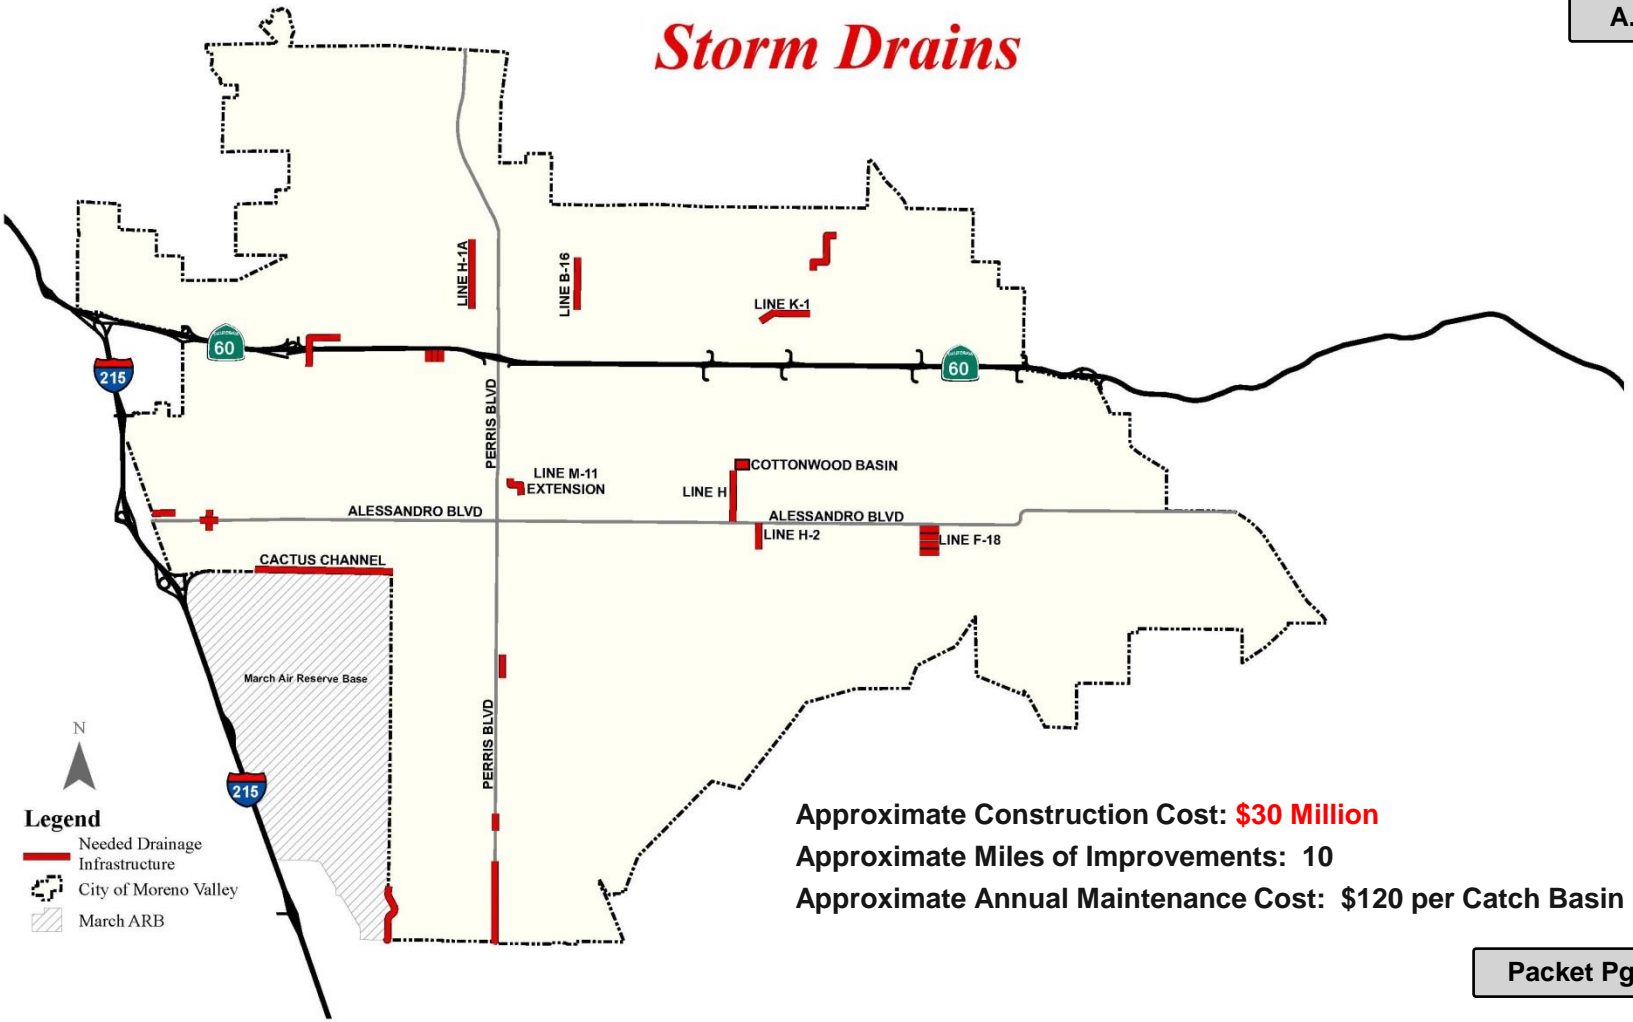 A.
Storm Drains
LINE H-1A
LINE B-16
LINE K-1
60
60
215
PERRIS BLVD
COTTONWOOD BASIN
LINE M-11
EXTENSION
LINE H
ALESSANDRO BLVD
ALESSANDRO BLVD
LINE H-2
LINE F-18
CACTUS CHANNEL
March Air Reserve Base
PERRIS BLVD
N
215
Legend
Needed Drainage
Infrastructure
City of Moreno Valley
March ARB
Approximate Construction Cost: $30 Million
Approximate Miles of Improvements: 10
Approximate Annual Maintenance Cost: $120 per Catch Basin
Packet Pg